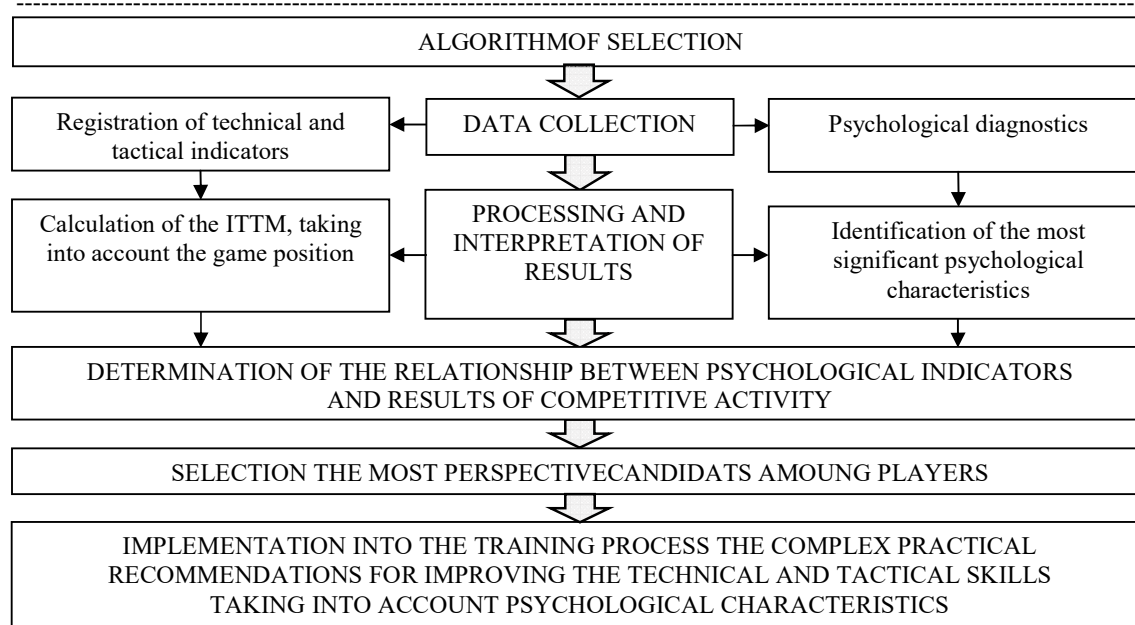 ALGORITHMOF SELECTION
Registration of technical and
tactical indicators
DATA COLLECTION
Psychological diagnostics
Calculation of the ITTM, taking
into account the game position
PROCESSING AND
INTERPRETATION OF
RESULTS
Identification of the most
significant psychological
characteristics
DETERMINATION OF THE RELATIONSHIP BETWEEN PSYCHOLOGICAL INDICATORS
AND RESULTS OF COMPETITIVE ACTIVITY
SELECTION THE MOST PERSPECTIVECANDIDATS AMOUNG PLAYERS
IMPLEMENTATION INTO THE TRAINING PROCESS THE COMPLEX PRACTICAL
RECOMMENDATIONS FOR IMPROVING THE TECHNICAL AND TACTICAL SKILLS
TAKING INTO ACCOUNT PSYCHOLOGICAL CHARACTERISTICS